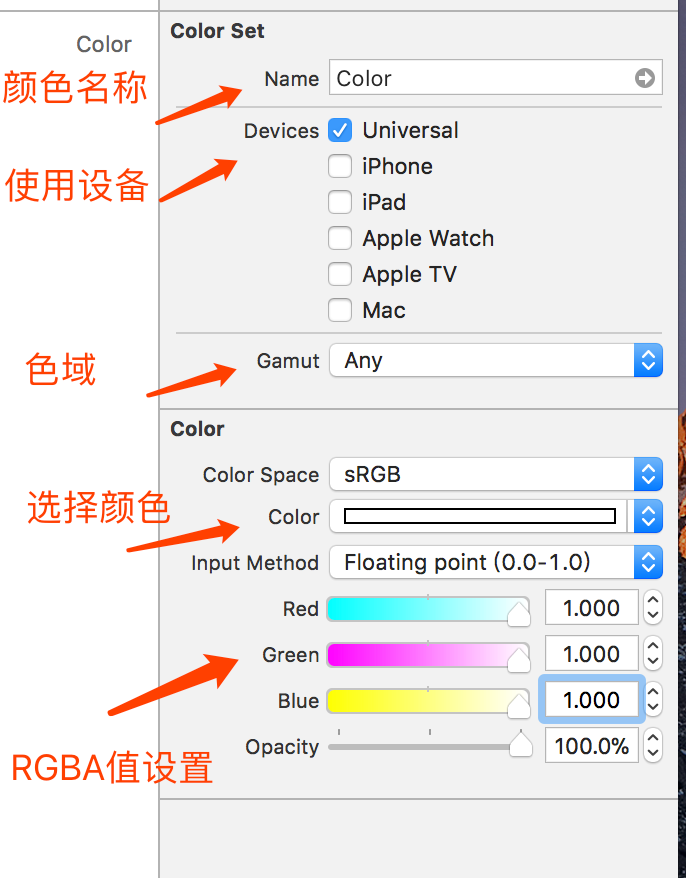 Color Set
Color
颜色名称
Name Color
Devices Universal
使用设备
iPhone
iPad
Apple Watch
Apple TV
Mac
色域
Gamut Any
Color
Color Space sRGB
选择颜色
Color
Input Method Floating point (0.0-1.0)
Red 1.000
Green 1.000
Blue 1.000
Opacity 100.0%
RGBA值设置